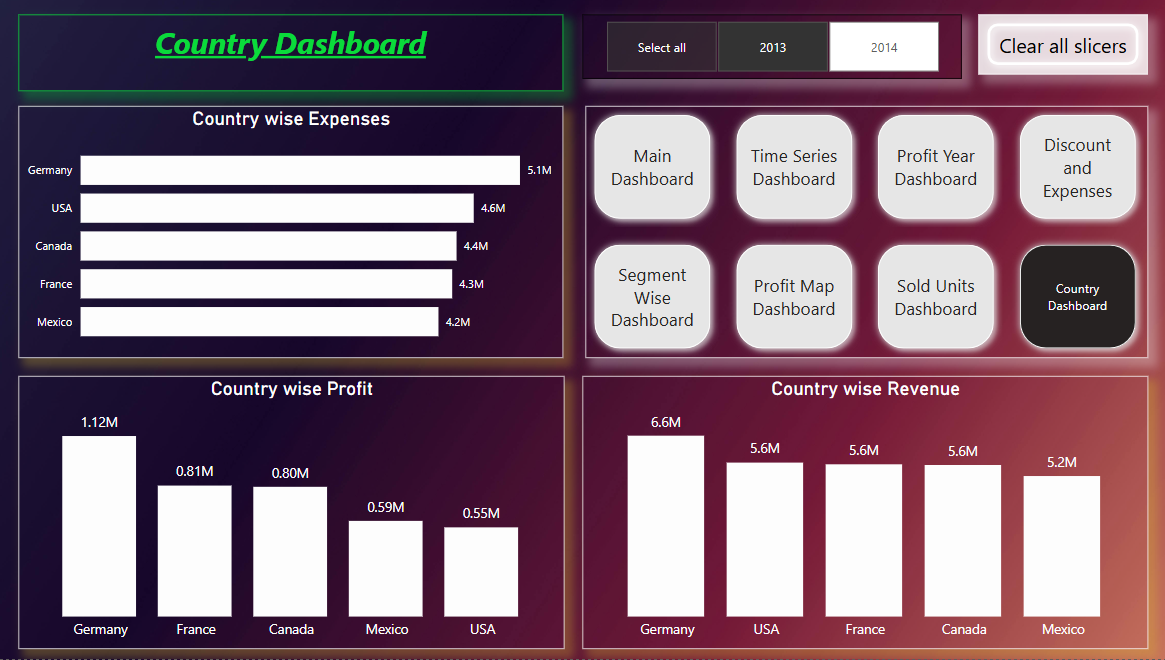 Country Dashboard
Select all
2013
2014
Clear all slicers
Country wise Expenses
Germany 5.1M
USA 4.6M
Canada 4.4M
France 4.3M
Mexico 4.2M
Main
Dashboard
Time Series
Dashboard
Profit Year
Dashboard
Discount
and
Expenses
Segment
Wise
Dashboard
Profit Map
Dashboard
Sold Units
Dashboard
Country
Dashboard
Country wise Profit
1.12M
0.81M
0.80M
0.59M
0.55M
Germany
France
Canada
Mexico
USA
Country wise Revenue
6.6M
5.6M
5.6M
5.6M
5.2M
Germany
USA
France
Canada
Mexico